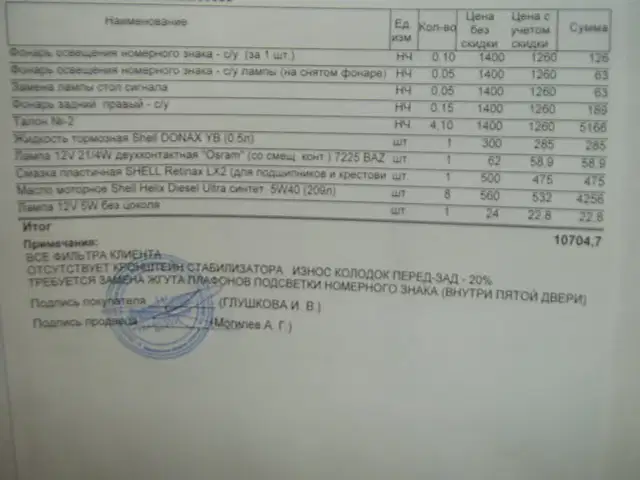 Наименование Ед изм Кол-во Цена без скидки Цена с учетом скидки Сумма
Фонарь освещения номерного знака - с/у (за 1 шт.) НЧ 0,10 1400 1260 126
Фонарь освещения номерного знака - с/у лампы (на снятом фонаре) НЧ 0.05 1400 1260 63
Замена лампы стоп сигнала НЧ 0.05 1400 1260 63
Фонарь задний правый - с/у НЧ 0.15 1400 1260 189
Талон №-2 НЧ 4,10 1400 1260 5166
Жидкость тормозная Shell DONAX YB (0.5л) шт 1 300 285 285
Лампа 12V 21/4W двухконтактная "Osram" (со смещ. конт.) 7225 BAZ шт 1 62 58.9 58.9
Смазка пластичная SHELL Retinax LX2 (для подшипников и крестови шт. 1 500 475 475
Масло моторное Shell Helix Diesel Ultra синтет. 5W40 (209л) шт. 8 560 532 4256
Лампа 12V 5W без цоколя шт 1 24 22.8 22.8
Итог 10704,7
Примечания:
ВСЕ ФИЛЬТРА КЛИЕНТА
ОТСУТСТВУЕТ КРОНШТЕЙН СТАБИЛИЗАТОРА ИЗНОС КОЛОДОК ПЕРЕД-ЗАД - 20%
ТРЕБУЕТСЯ ЗАМЕНА ЖГУТА ПЛАФОНОВ ПОДСВЕТКИ НОМЕРНОГО ЗНАКА (ВНУТРИ ПЯТОЙ ДВЕРИ)
Подпись покупателя (ГЛУШКОВА И. В.)
Подпись продавца (Могилев А. Г.)